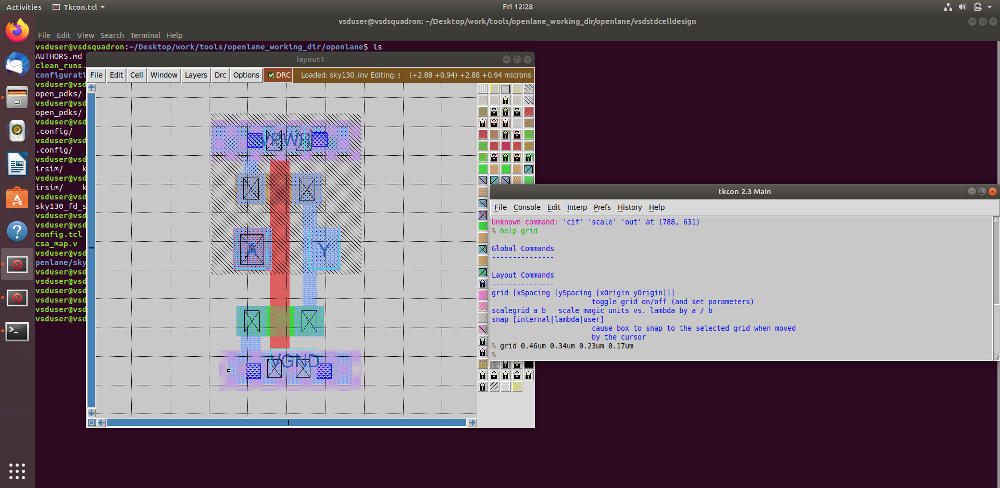 Activities
Tkcon.tcl
Fri 12:28
vsduser@vsdsquadron: ~/Desktop/work/tools/openlane_working_dir/openlane/vsdstdcelldesign
File Edit View Search Terminal Help
vsduser@vsdsquadron:~/Desktop/work/tools/openlane_working_dir/openlane$ ls
AUTHORS.md
clean_runs.
configurati
vsduser@vsd
open_pdks/
vsduser@vsd
open_pdks/
vsduser@vsd
.config/
vsduser@vsd
.config/
vsduser@vsd
irsim/ k
vsduser@vsd
irsim/ k
vsduser@vsd
sky130_fd_s
vsduser@vsd
vsduser@vsd
config.tcl
csa_map.v
vsduser@vsd
penlane/sky
vsduser@vsd
vsduser@vsd
vsduser@vsd
vsduser@vsd
vsduser@vsd
vsduser@vsd
layout1
File Edit Cell Window Layers Drc Options DRC Loaded: sky130_inv Editing: s (+2.88 +0.94) +2.88 +0.94 microns
VPWR
A
Y
VGND
tkcon 2.3 Main
File Console Edit Interp Prefs History Help
Unknown command: 'cif' 'scale' 'out' at (788, 631)
% help grid
Global Commands
---------------
Layout Commands
---------------
grid [xSpacing [ySpacing [xOrigin yOrigin]]]
toggle grid on/off (and set parameters)
scalegrid a b scale magic units vs. lambda by a / b
snap [internal|lambda|user]
cause box to snap to the selected grid when moved
by the cursor
% grid 0.46um 0.34um 0.23um 0.17um
%